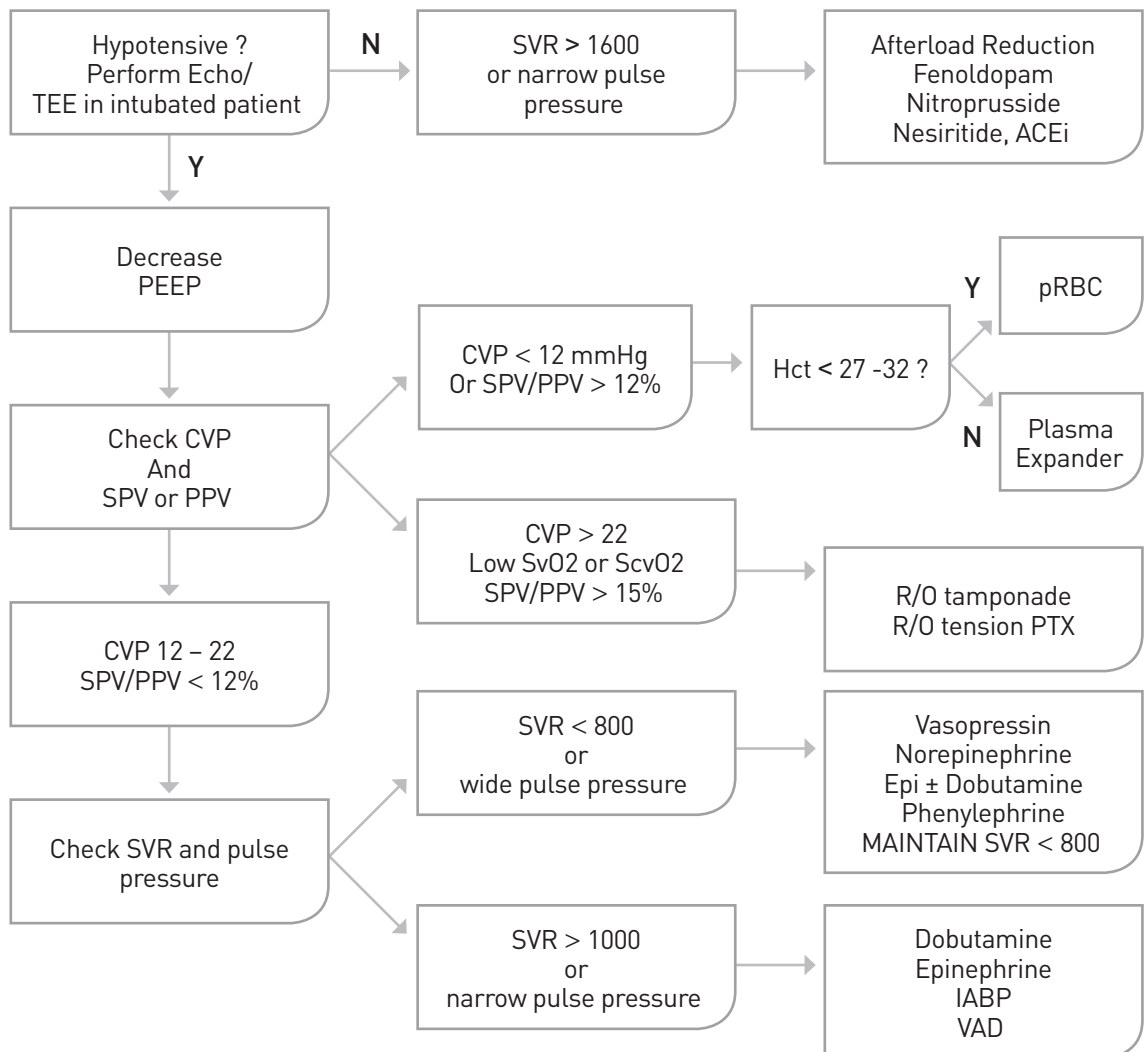 Hypotensive ?
Perform Echo/
TEE in intubated patient
N
SVR > 1600
or narrow pulse
pressure
Afterload Reduction
Fenoldopam
Nitroprusside
Nesiritide, ACEi
Y
Decrease
PEEP
Check CVP
And
SPV or PPV
CVP < 12 mmHg
Or SPV/PPV > 12%
Hct < 27 -32 ?
Y
pRBC
N
Plasma
Expander
CVP > 22
Low SvO2 or ScvO2
SPV/PPV > 15%
R/O tamponade
R/O tension PTX
CVP 12 – 22
SPV/PPV < 12%
Check SVR and pulse
pressure
SVR < 800
or
wide pulse pressure
Vasopressin
Norepinephrine
Epi ± Dobutamine
Phenylephrine
MAINTAIN SVR < 800
SVR > 1000
or
narrow pulse pressure
Dobutamine
Epinephrine
IABP
VAD